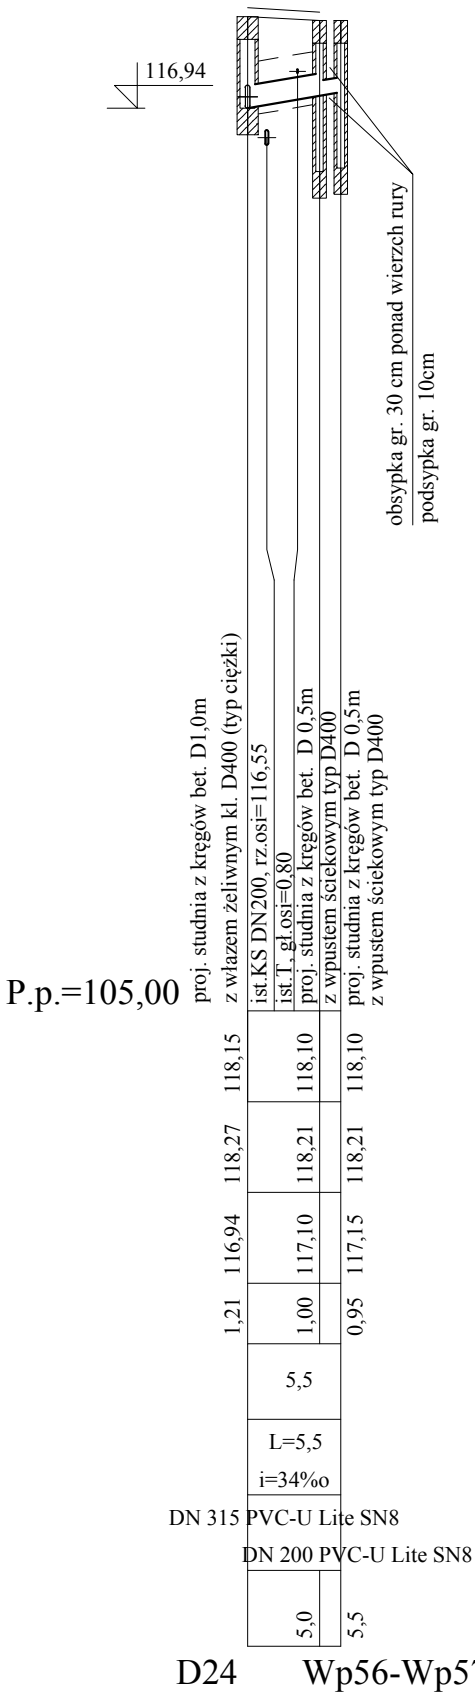 116,94
obsypka gr. 30 cm ponad wierzch rury
podsypka gr. 10cm
proj. studnia z kręgów bet. D1,0m
z włazem żeliwnym kl. D400 (typ ciężki)
ist.KS DN200, rz.osi=116,55
ist.T, gł.osi=0,80
proj. studnia z kręgów bet. D 0,5m
z wpustem ściekowym typ D400
proj. studnia z kręgów bet. D 0,5m
z wpustem ściekowym typ D400
P.p.=105,00
118,15 118,10 118,10
118,27 118,21 118,21
116,94 117,10 117,15
1,21 1,00 0,95
5,5
L=5,5
i=34%o
DN 315 PVC-U Lite SN8
DN 200 PVC-U Lite SN8
5,0 5,5
D24 Wp56-Wp57